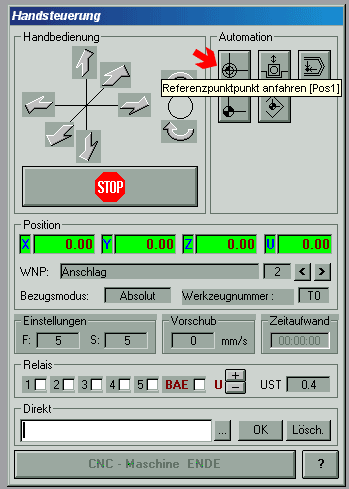 Handsteuerung
Handbedienung
Automation
Referenzpunktpunkt anfahren [Pos1]
STOP
Position
X 0.00 Y 0.00 Z 0.00 U 0.00
WNP: Anschlag 2 < >
Bezugsmodus: Absolut Werkzeugnummer : T0
Einstellungen Vorschub Zeitaufwand
F: 5 S: 5 0 mm/s 00:00:00
Relais
1 2 3 4 5 BAE U + - UST 0.4
Direkt
... OK Lösch.
CNC - Maschine ENDE ?